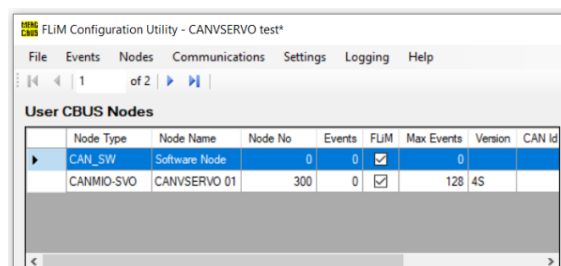 MERG CBUS FLiM Configuration Utility - CANVSERVO test*
File Events Nodes Communications Settings Logging Help
1 of 2
User CBUS Nodes
Node Type Node Name Node No Events FLiM Max Events Version CAN Id
CAN_SW Software Node 0 0 0
CANMIO-SVO CANVSERVO 01 300 0 128 4S